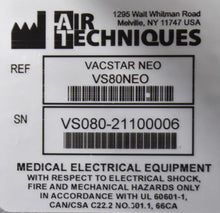 AIR TECHNIQUES
1295 Walt Whitman Road
Melville, NY 11747 USA
REF VACSTAR NEO
VS80NEO
SN
VS080-21100006
MEDICAL ELECTRICAL EQUIPMENT
WITH RESPECT TO ELECTRICAL SHOCK,
FIRE AND MECHANICAL HAZARDS ONLY
IN ACCORDANCE WITH UL 60601-1,
CAN/CSA C22.2 NO.601.1, 66CA